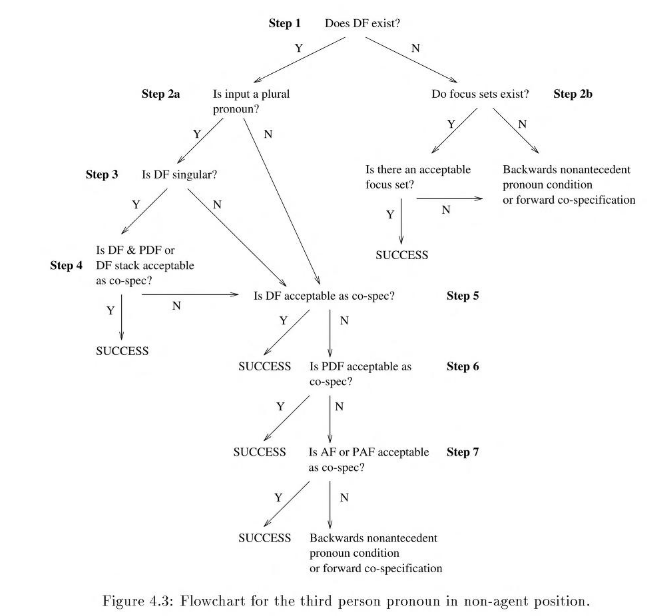 Step 1 Does DF exist?
Y N
Step 2a Is input a plural
pronoun?
Do focus sets exist? Step 2b
Y N
Y N
Step 3 Is DF singular?
Is there an acceptable
focus set?
Backwards nonantecedent
pronoun condition
or forward co-specification
Y N
Y N
SUCCESS
Step 4
Is DF & PDF or
DF stack acceptable
as co-spec?
Y N
SUCCESS
Is DF acceptable as co-spec? Step 5
Y N
SUCCESS
Is PDF acceptable as
co-spec?
Step 6
Y N
SUCCESS
Is AF or PAF acceptable
as co-spec?
Step 7
Y N
SUCCESS
Backwards nonantecedent
pronoun condition
or forward co-specification
Figure 4.3: Flowchart for the third person pronoun in non-agent position.